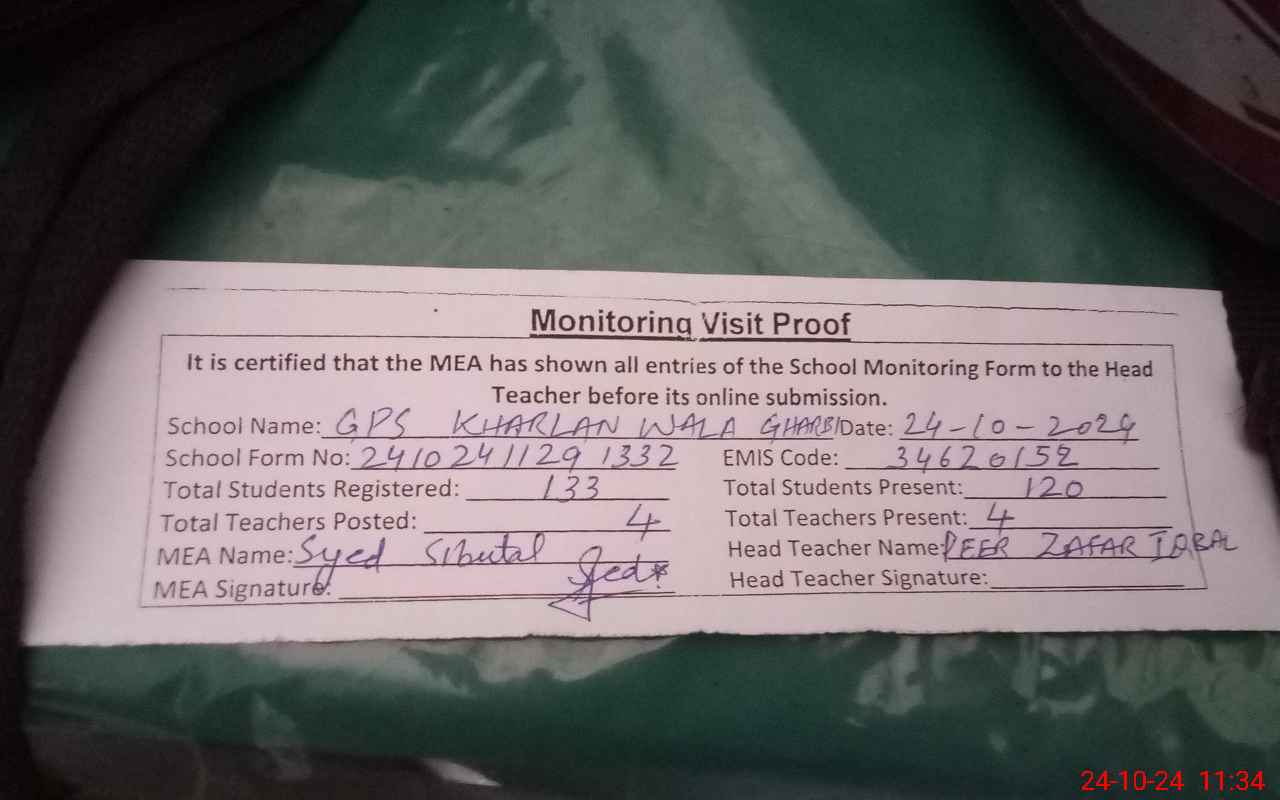 Monitoring Visit Proof
It is certified that the MEA has shown all entries of the School Monitoring Form to the Head
Teacher before its online submission.
School Name: GPS KHARLAN WALA GHARBI Date: 24-10-2024
School Form No: 2410241129 1332 EMIS Code: 34620152
Total Students Registered: 133 Total Students Present: 120
Total Teachers Posted: 4 Total Teachers Present: 4
MEA Name: Syed Sibutal Head Teacher Name: PEER ZAFAR IQBAL
MEA Signature: Head Teacher Signature:
24-10-24 11:34